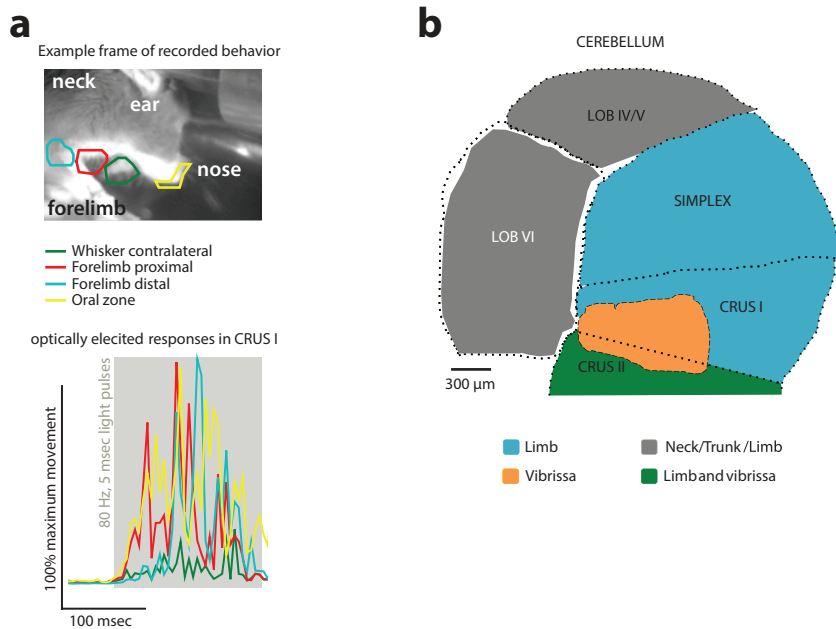 a
Example frame of recorded behavior
neck
ear
nose
forelimb
Whisker contralateral
Forelimb proximal
Forelimb distal
Oral zone
optically elecited responses in CRUS I
100% maximum movement
80 Hz, 5 msec light pulses
100 msec
b
CEREBELLUM
LOB IV/V
SIMPLEX
LOB VI
CRUS I
CRUS II
300 µm
Limb
Neck/Trunk/Limb
Vibrissa
Limb and vibrissa